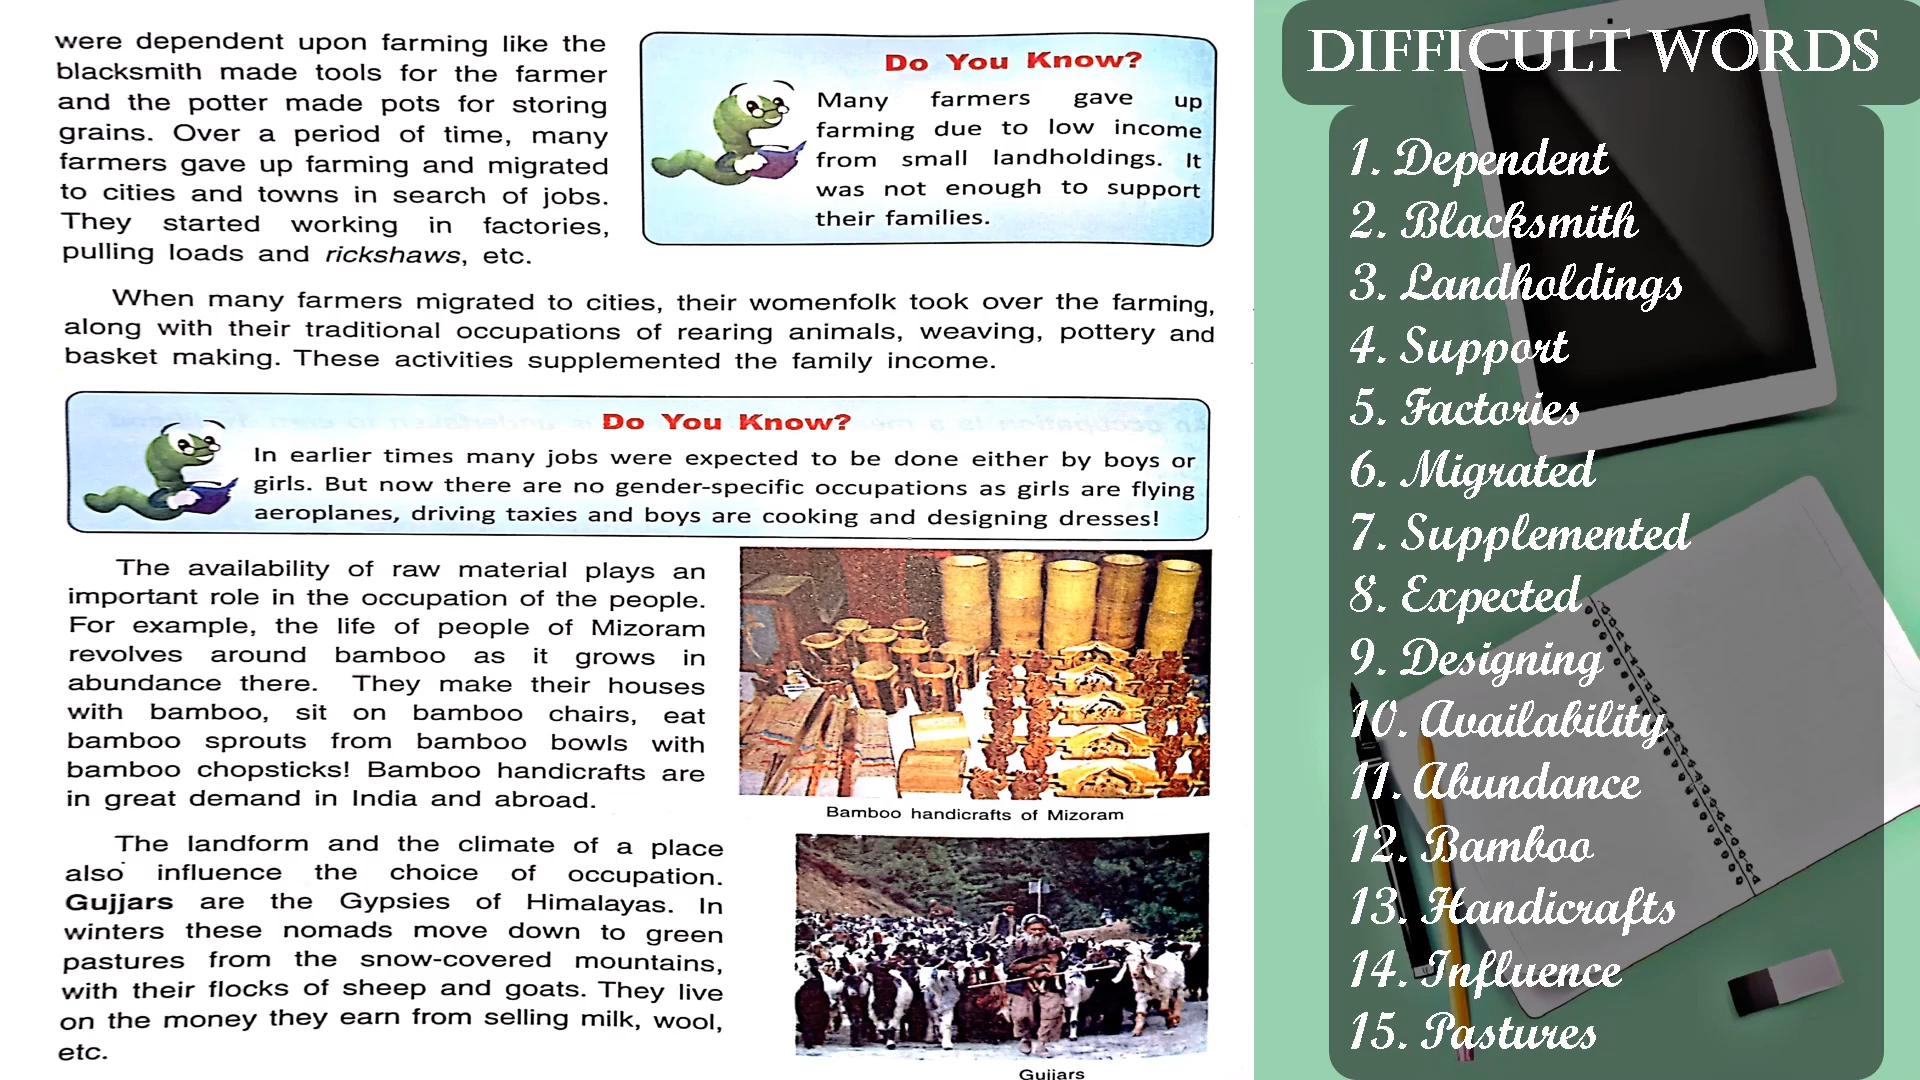 were dependent upon farming like the
blacksmith made tools for the farmer
and the potter made pots for storing
grains. Over a period of time, many
farmers gave up farming and migrated
to cities and towns in search of jobs.
They started working in factories,
pulling loads and rickshaws, etc.
Do You Know?
Many farmers gave up
farming due to low income
from small landholdings. It
was not enough to support
their families.
When many farmers migrated to cities, their womenfolk took over the farming,
along with their traditional occupations of rearing animals, weaving, pottery and
basket making. These activities supplemented the family income.
Do You Know?
In earlier times many jobs were expected to be done either by boys or
girls. But now there are no gender-specific occupations as girls are flying
aeroplanes, driving taxies and boys are cooking and designing dresses!
The availability of raw material plays an
important role in the occupation of the people.
For example, the life of people of Mizoram
revolves around bamboo as it grows in
abundance there. They make their houses
with bamboo, sit on bamboo chairs, eat
bamboo sprouts from bamboo bowls with
bamboo chopsticks! Bamboo handicrafts are
in great demand in India and abroad.
Bamboo handicrafts of Mizoram
The landform and the climate of a place
also influence the choice of occupation.
Gujjars are the Gypsies of Himalayas. In
winters these nomads move down to green
pastures from the snow-covered mountains,
with their flocks of sheep and goats. They live
on the money they earn from selling milk, wool,
etc.
Gujjars
DIFFICULT WORDS
1. Dependent
2. Blacksmith
3. Landholdings
4. Support
5. Factories
6. Migrated
7. Supplemented
8. Expected
9. Designing
10. Availability
11. Abundance
12. Bamboo
13. Handicrafts
14. Influence
15. Pastures